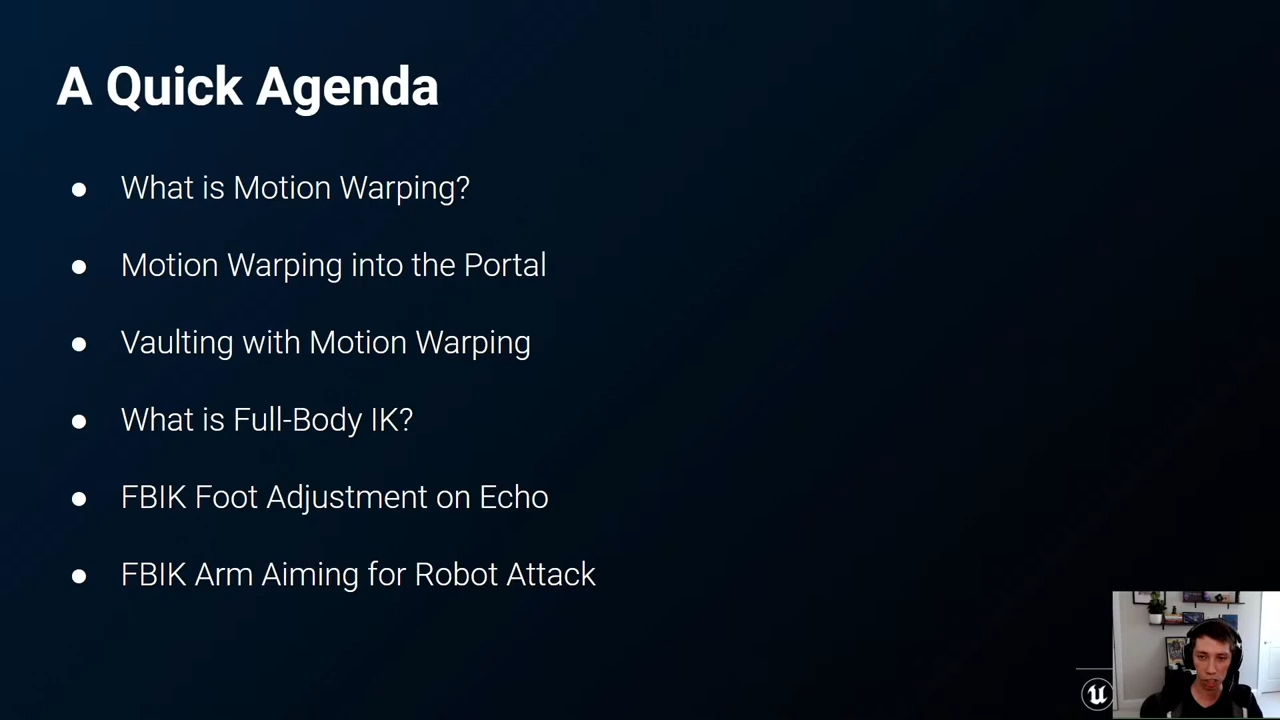 A Quick Agenda
● What is Motion Warping?
● Motion Warping into the Portal
● Vaulting with Motion Warping
● What is Full-Body IK?
● FBIK Foot Adjustment on Echo
● FBIK Arm Aiming for Robot Attack